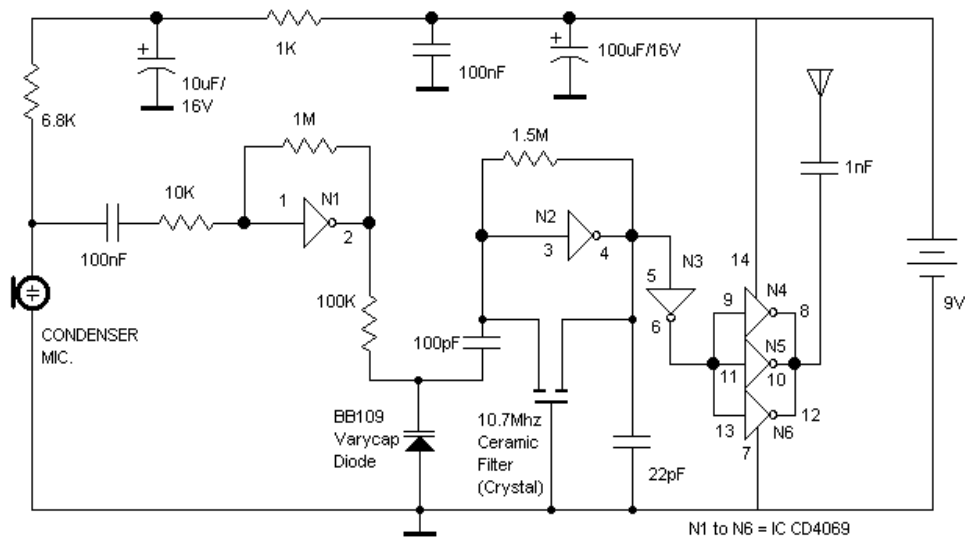 1K
+
10uF/
16V
100nF
+
100uF/16V
6.8K
1M
1.5M
1nF
10K
1
N1
2
N2
3
4
5
N3
6
14
9
N4
8
N5
11
10
13
12
N6
7
9V
100nF
100K
100pF
CONDENSER
MIC.
BB109
Varycap
Diode
10.7Mhz
Ceramic
Filter
(Crystal)
22pF
N1 to N6 = IC CD4069